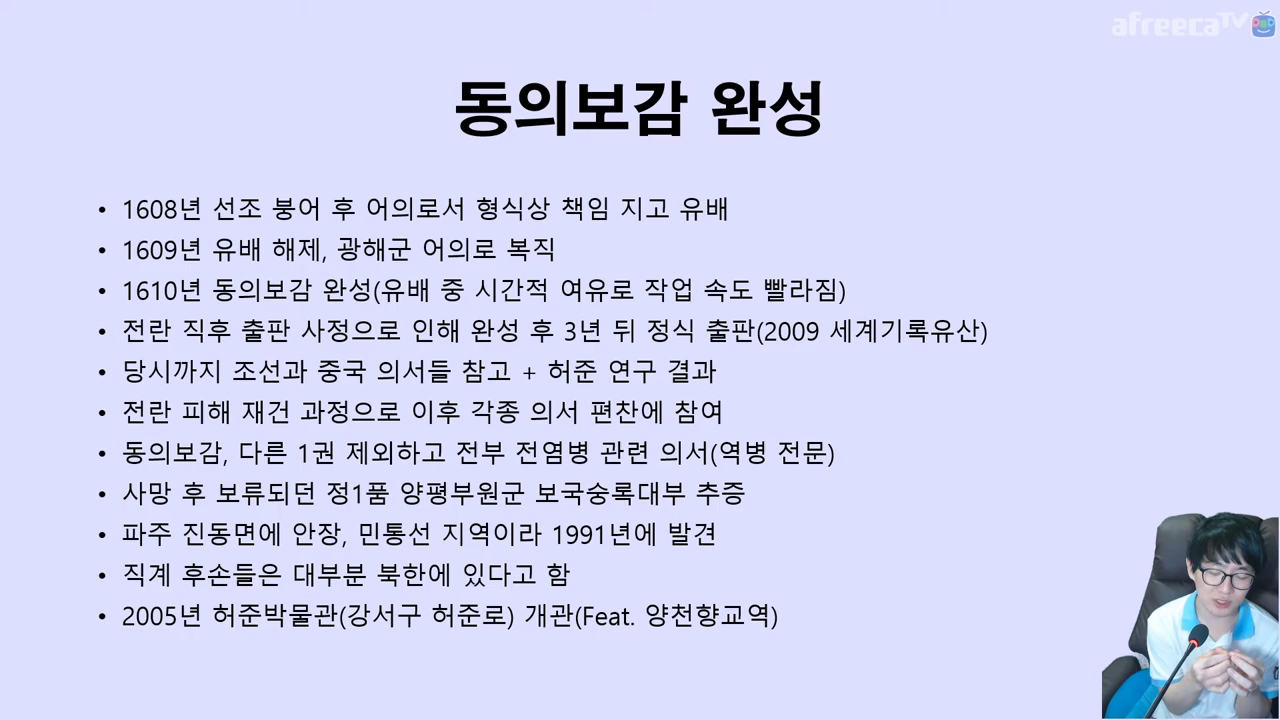 afreecaTV
동의보감 완성
• 1608년 선조 붕어 후 어의로서 형식상 책임 지고 유배
• 1609년 유배 해제, 광해군 어의로 복직
• 1610년 동의보감 완성(유배 중 시간적 여유로 작업 속도 빨라짐)
• 전란 직후 출판 사정으로 인해 완성 후 3년 뒤 정식 출판(2009 세계기록유산)
• 당시까지 조선과 중국 의서들 참고 + 허준 연구 결과
• 전란 피해 재건 과정으로 이후 각종 의서 편찬에 참여
• 동의보감, 다른 1권 제외하고 전부 전염병 관련 의서(역병 전문)
• 사망 후 보류되던 정1품 양평부원군 보국숭록대부 추증
• 파주 진동면에 안장, 민통선 지역이라 1991년에 발견
• 직계 후손들은 대부분 북한에 있다고 함
• 2005년 허준박물관(강서구 허준로) 개관(Feat. 양천향교역)